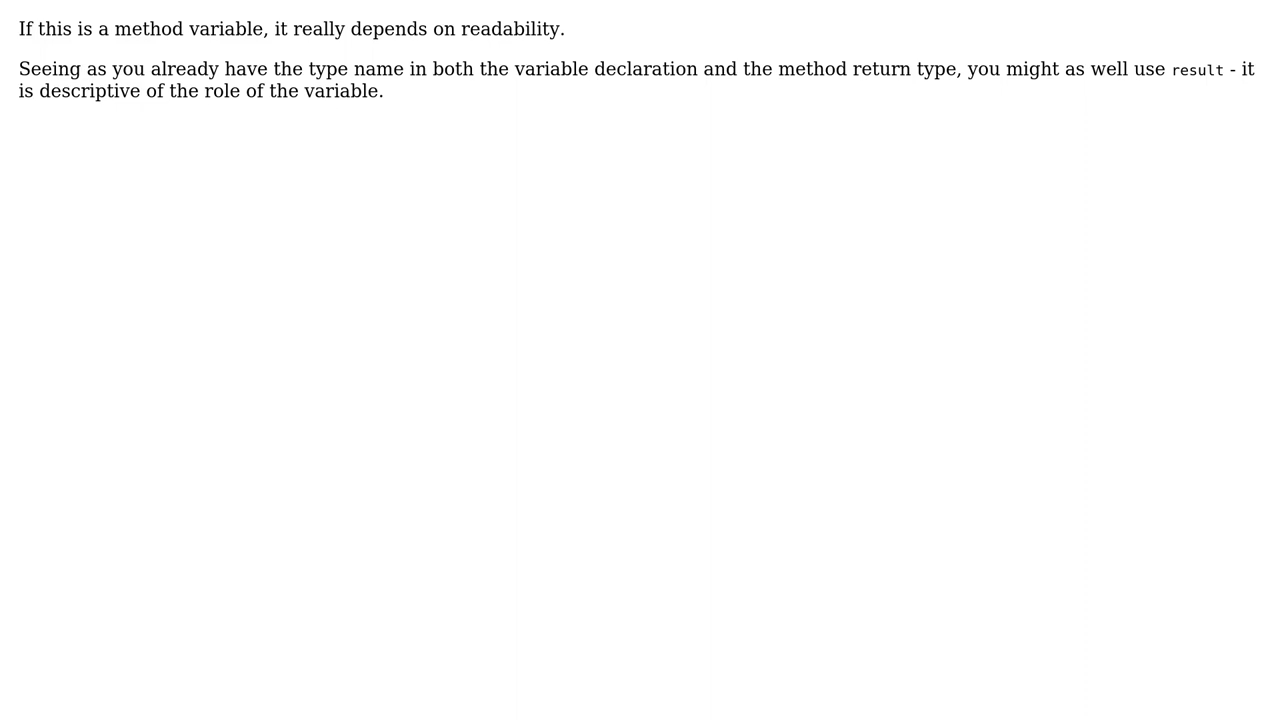 If this is a method variable, it really depends on readability.
Seeing as you already have the type name in both the variable declaration and the method return type, you might as well use result - it
is descriptive of the role of the variable.